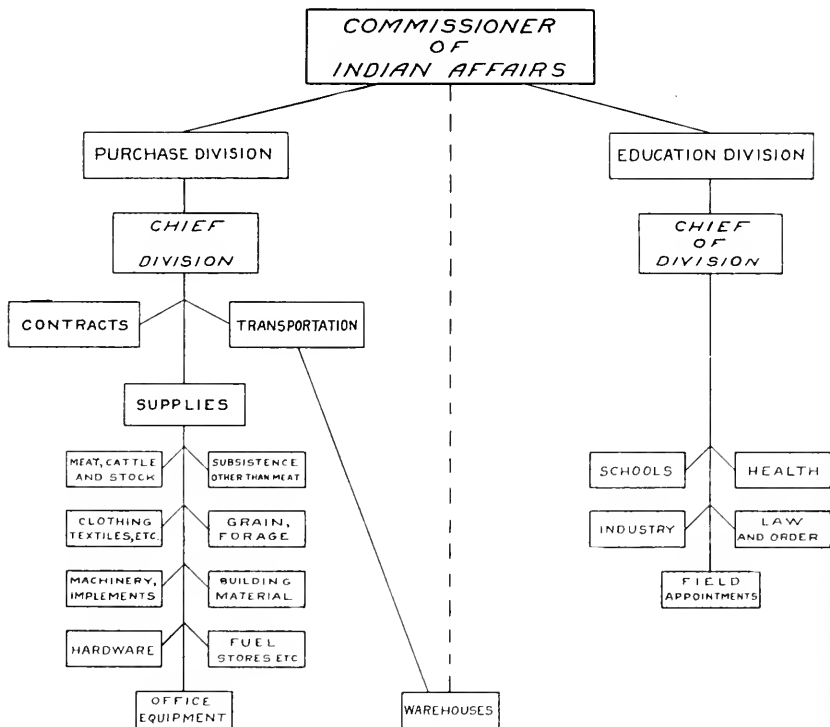 COMMISSIONER
OF
INDIAN AFFAIRS
PURCHASE DIVISION
EDUCATION DIVISION
CHIEF
DIVISION
CHIEF
OF
DIVISION
CONTRACTS
TRANSPORTATION
SUPPLIES
MEAT, CATTLE
AND STOCK
SUBSISTENCE
OTHER THAN MEAT
SCHOOLS
HEALTH
CLOTHING
TEXTILES, ETC.
GRAIN,
FORAGE
INDUSTRY
LAW
AND ORDER
MACHINERY,
IMPLEMENTS
BUILDING
MATERIAL
FIELD
APPOINTMENTS
HARDWARE
FUEL
STORES ETC
OFFICE
EQUIPMENT
WAREHOUSES